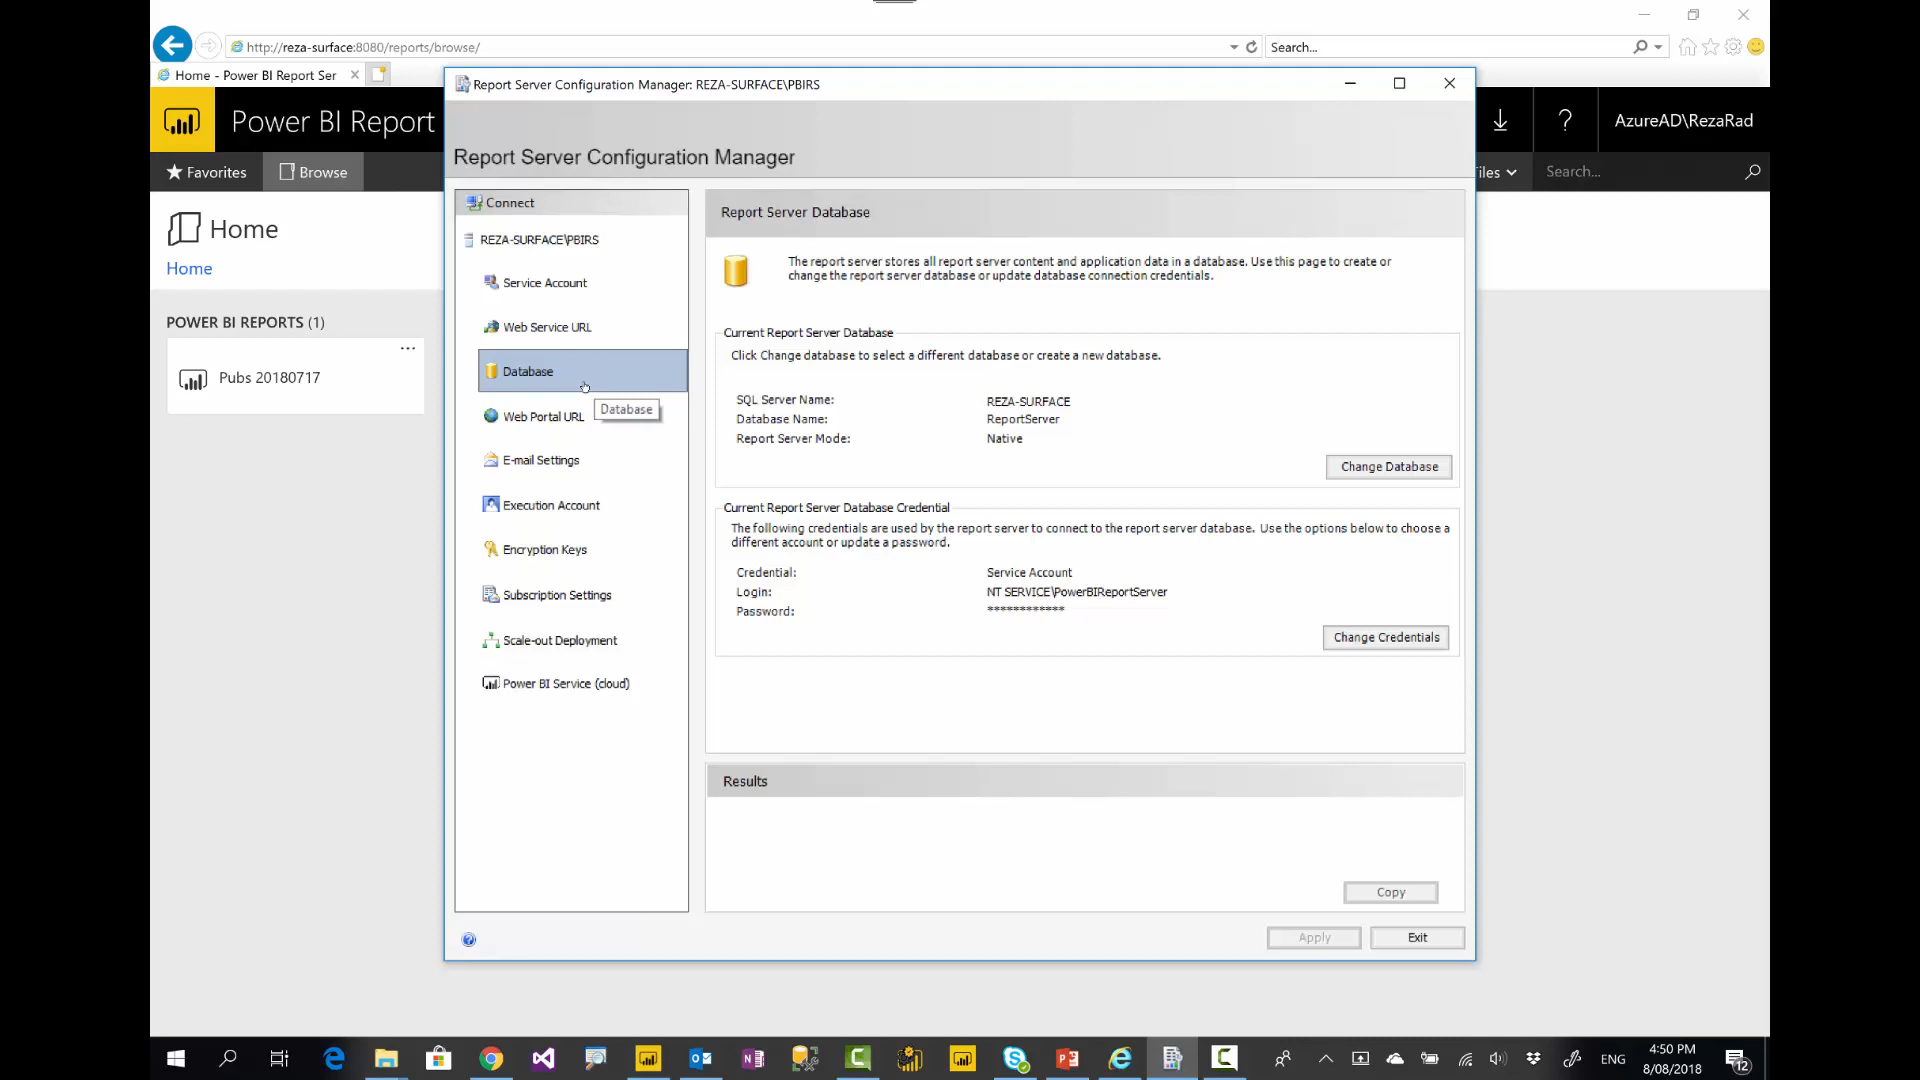 http://reza-surface:8080/reports/browse/
Search...
Home - Power BI Report Ser
Report Server Configuration Manager: REZA-SURFACE\PBIRS
Power BI Report
AzureAD\RezaRad
Favorites
Browse
iles
Search...
Home
Home
POWER BI REPORTS (1)
...
Pubs 20180717
Report Server Configuration Manager
Connect
REZA-SURFACE\PBIRS
Service Account
Web Service URL
Database
Database
Web Portal URL
E-mail Settings
Execution Account
Encryption Keys
Subscription Settings
Scale-out Deployment
Power BI Service (cloud)
Report Server Database
The report server stores all report server content and application data in a database. Use this page to create or
change the report server database or update database connection credentials.
Current Report Server Database
Click Change database to select a different database or create a new database.
SQL Server Name: REZA-SURFACE
Database Name: ReportServer
Report Server Mode: Native
Change Database
Current Report Server Database Credential
The following credentials are used by the report server to connect to the report server database. Use the options below to choose a
different account or update a password.
Credential: Service Account
Login: NT SERVICE\PowerBIReportServer
Password: ************
Change Credentials
Results
Copy
Apply
Exit
ENG
4:50 PM
8/08/2018
12